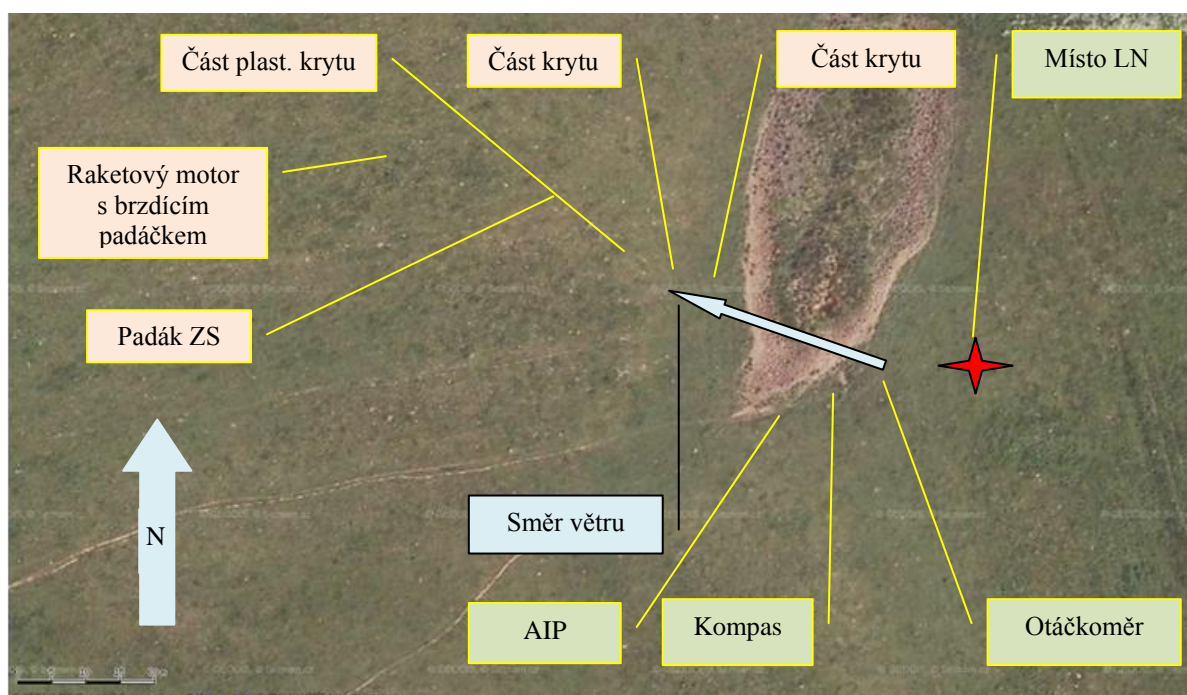 Část plast. krytu
Část krytu
Část krytu
Místo LN
Raketový motor
s brzdícím
padáčkem
Padák ZS
N
Směr větru
AIP
Kompas
Otáčkoměr